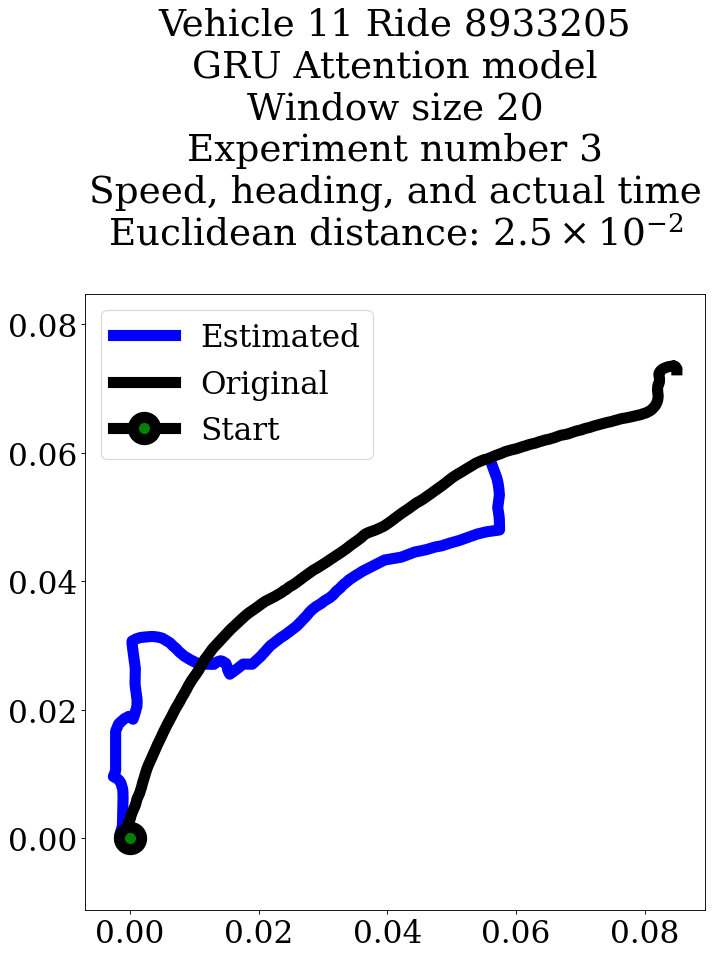 Vehicle 11 Ride 8933205
GRU Attention model
Window size 20
Experiment number 3
Speed, heading, and actual time
Euclidean distance: 2.5 × 10⁻²
Estimated
Original
Start
0.08
0.06
0.04
0.02
0.00
0.00 0.02 0.04 0.06 0.08